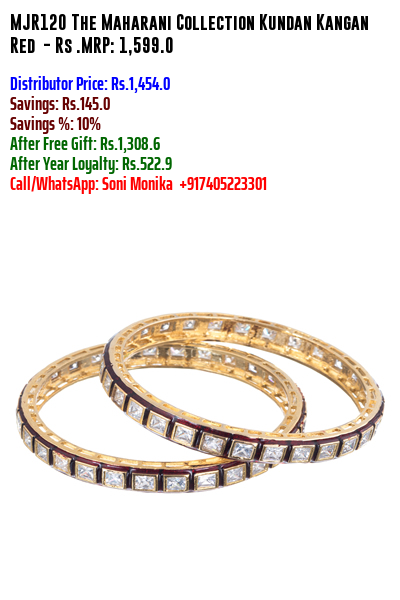 MJR120 The Maharani Collection Kundan Kangan
Red - Rs .MRP: 1,599.0
Distributor Price: Rs.1,454.0
Savings: Rs.145.0
Savings %: 10%
After Free Gift: Rs.1,308.6
After Year Loyalty: Rs.522.9
Call/WhatsApp: Soni Monika +917405223301